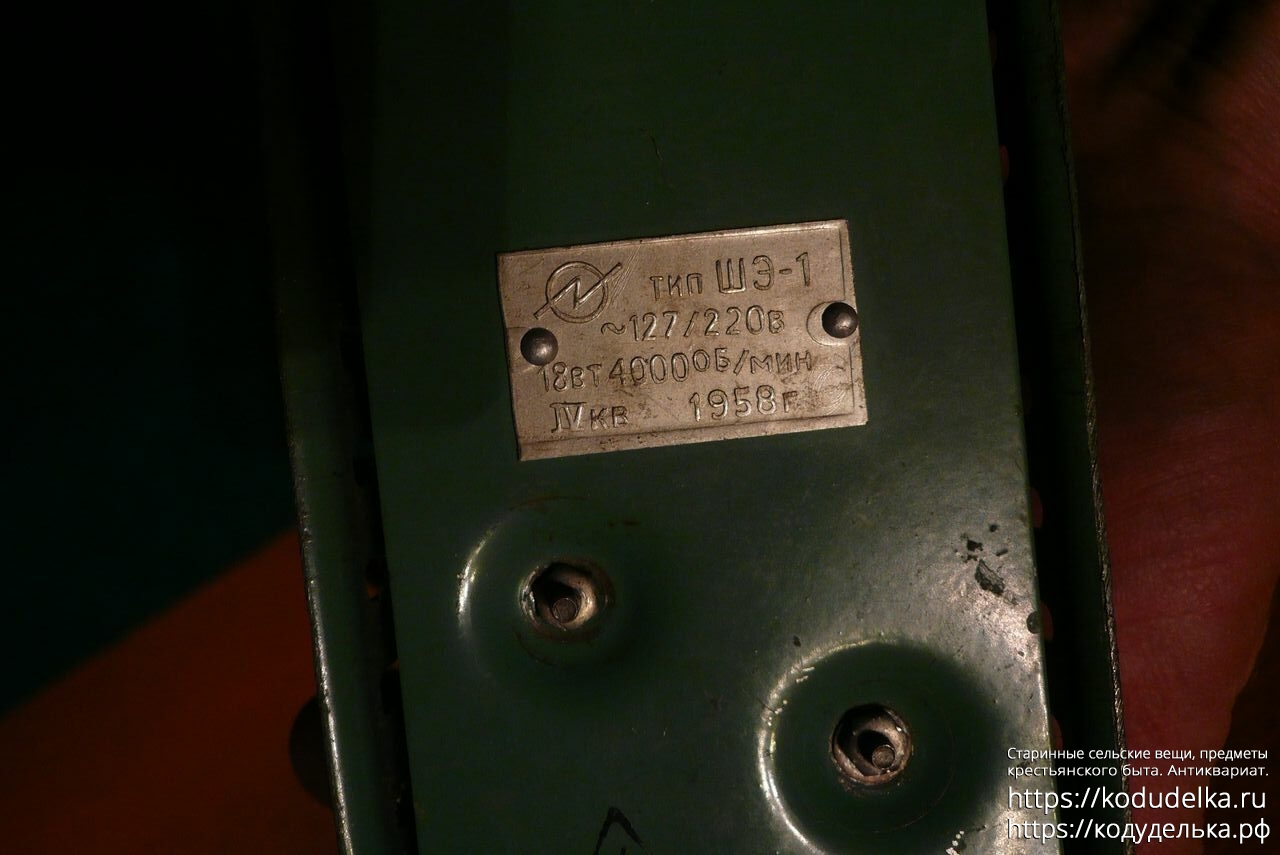 тип ШЭ-1
~127/220в
18вт 4000об/мин
IV кв 1958г
Старинные сельские вещи, предметы
крестьянского быта. Антиквариат.
https://kodudelka.ru
https://кодуделька.рф